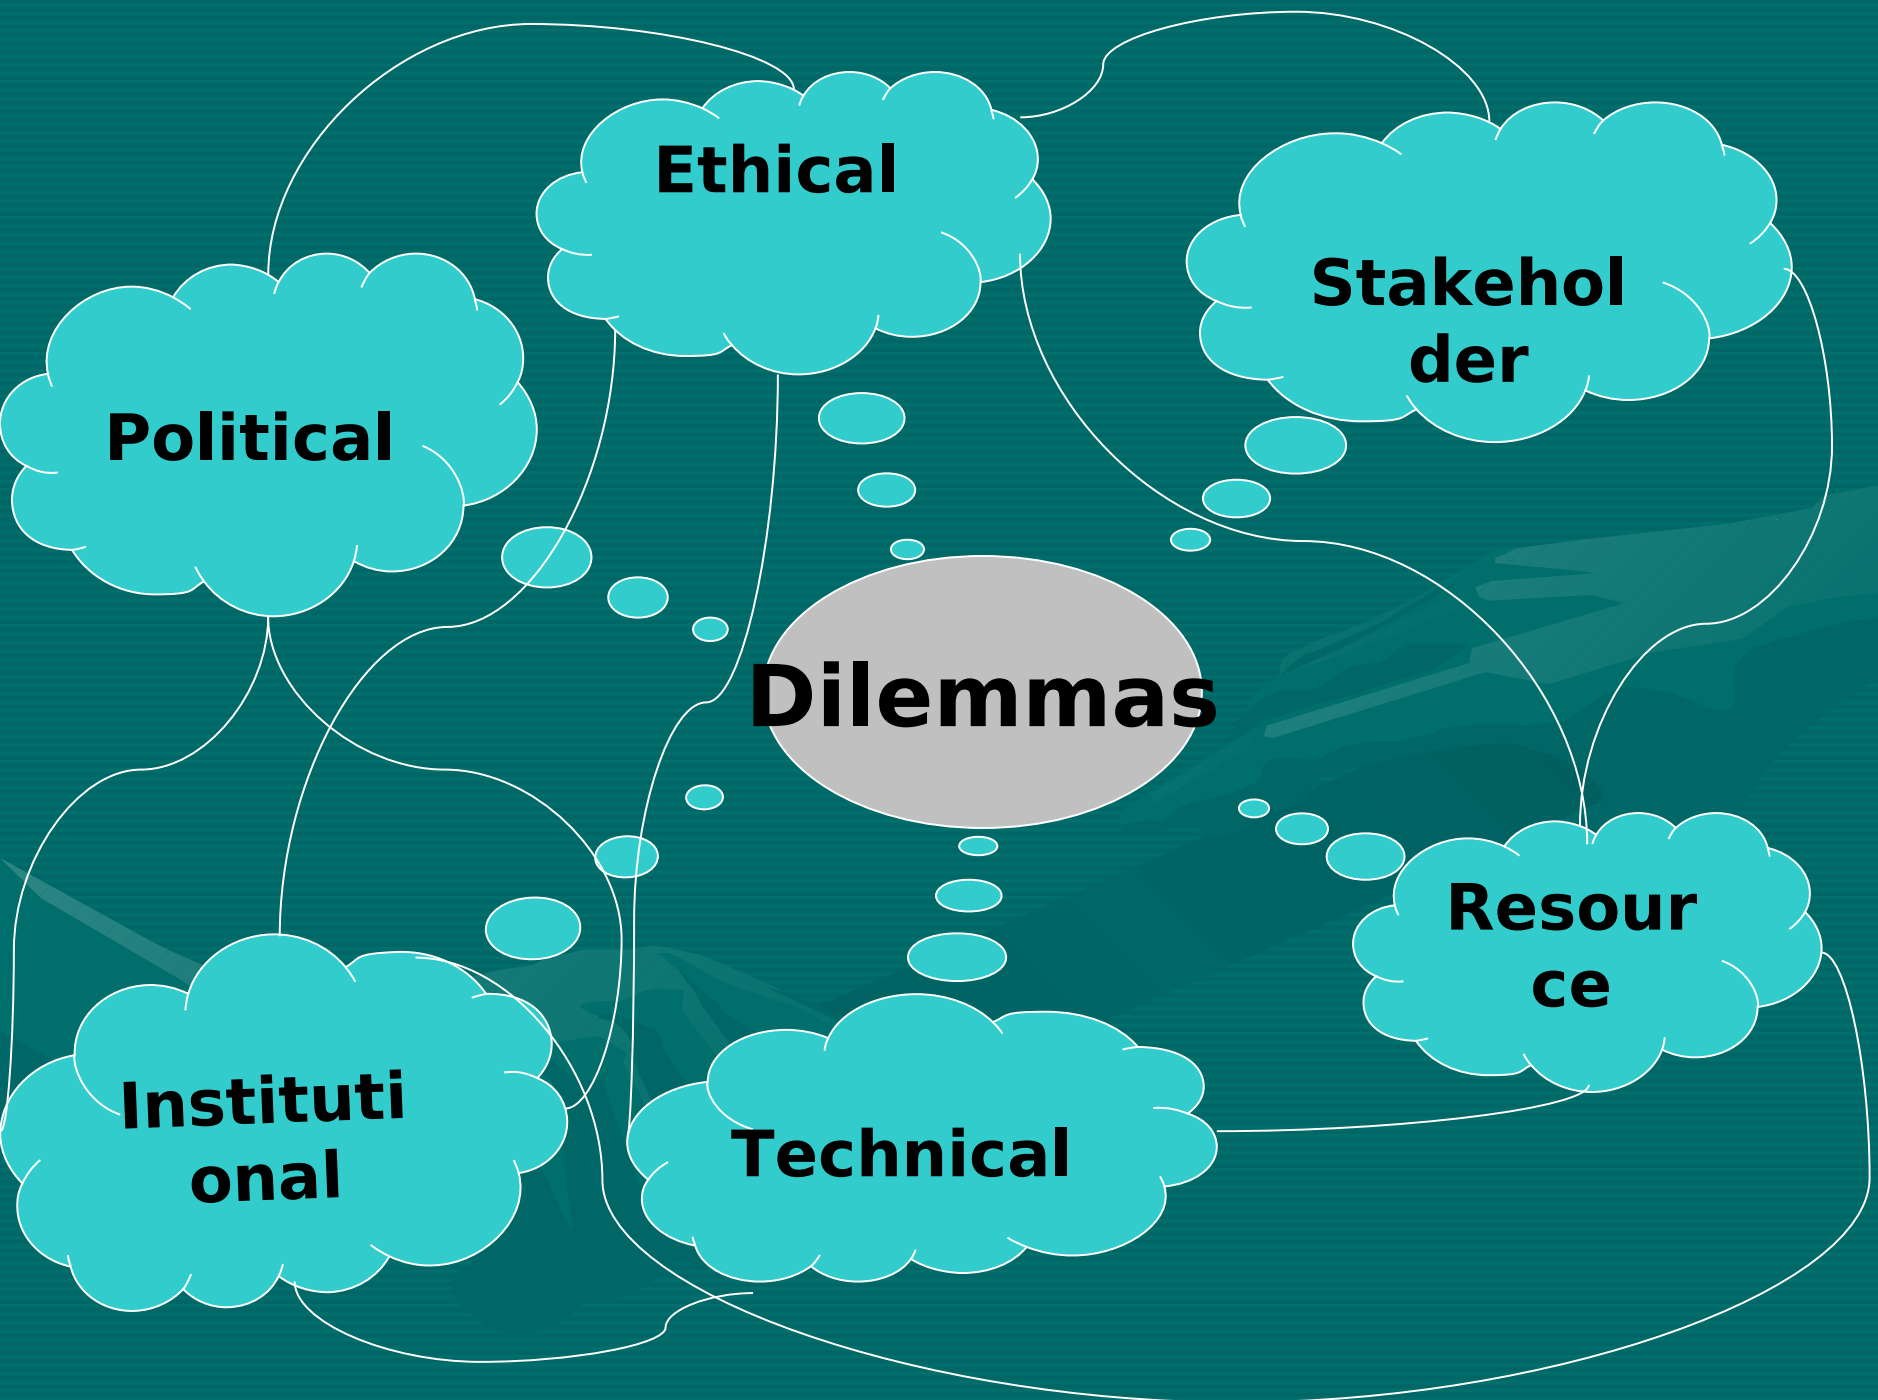 Ethical
Stakehol
der
Political
Dilemmas
Resour
ce
Instituti
onal
Technical